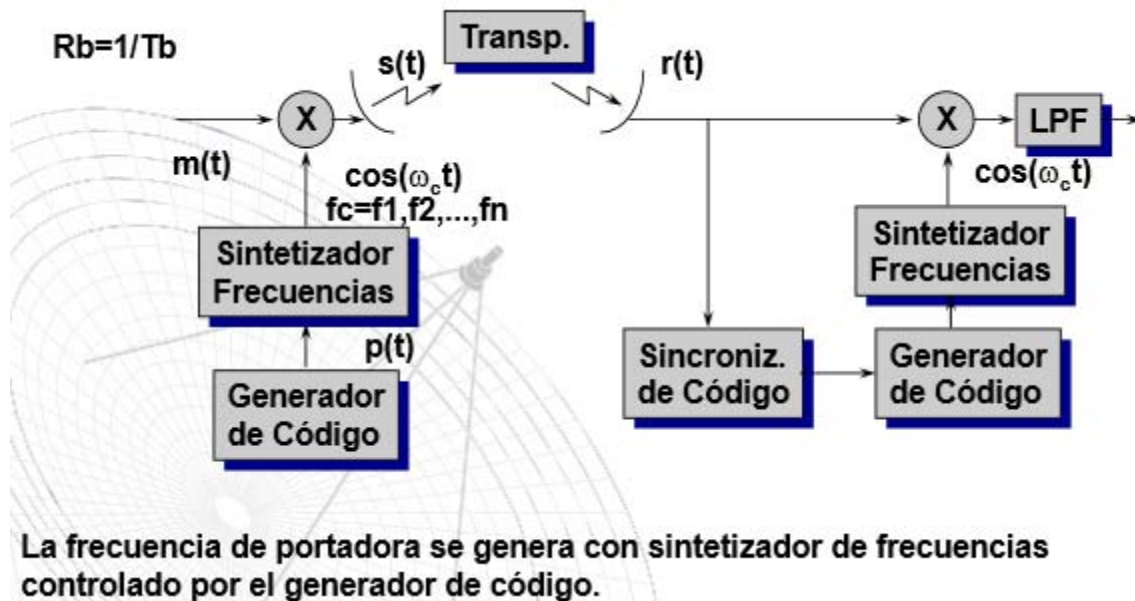 Rb=1/Tb
Transp.
s(t)
r(t)
X
X
LPF
m(t)
cos(ωct)
fc=f1,f2,...,fn
cos(ωct)
Sintetizador
Frecuencias
Sintetizador
Frecuencias
p(t)
Generador
de Código
Sincroniz.
de Código
Generador
de Código
La frecuencia de portadora se genera con sintetizador de frecuencias
controlado por el generador de código.